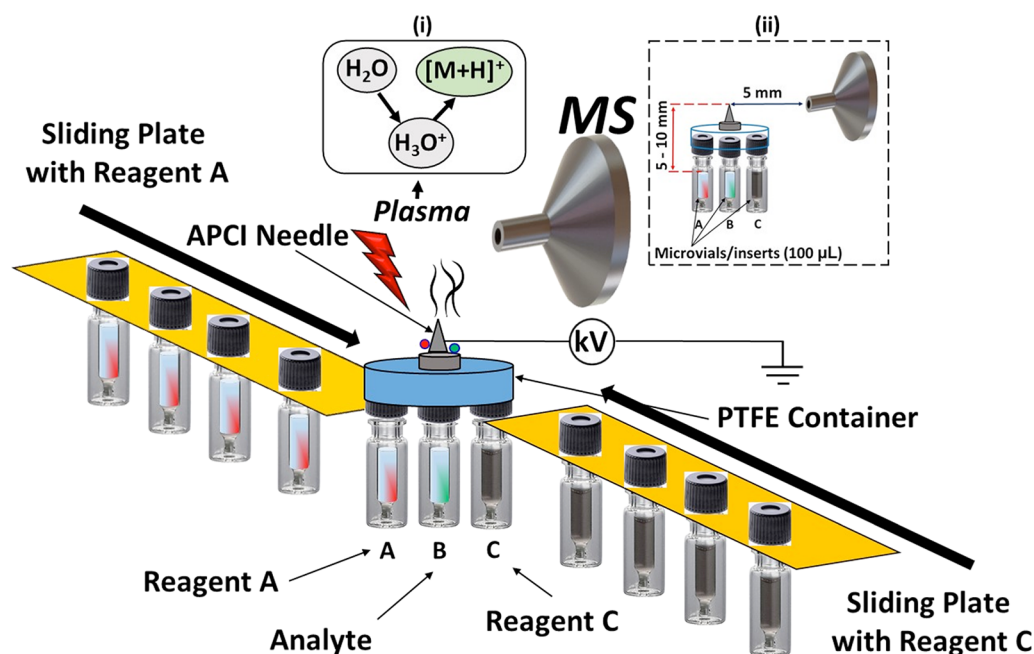 (i)
H₂O
[M+H]⁺
H₃O⁺
Plasma
(ii)
5 mm
5 - 10 mm
A
B
C
Microvials/inserts (100 µL)
MS
Sliding Plate
with Reagent A
APCI Needle
kV
PTFE Container
A
B
C
Reagent A
Analyte
Reagent C
Sliding Plate
with Reagent C